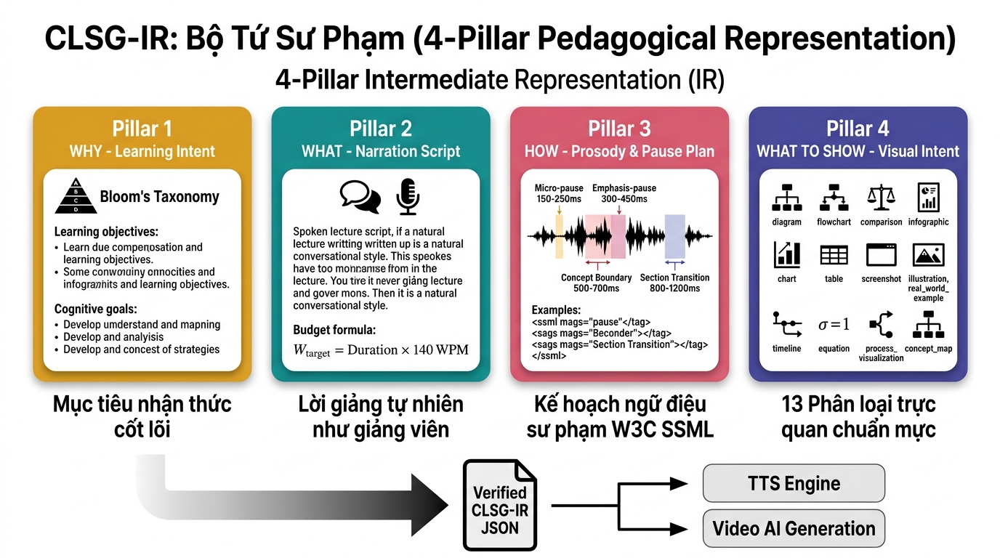 CLSG-IR: Bộ Tứ Sư Phạm (4-Pillar Pedagogical Representation)
4-Pillar Intermediate Representation (IR)
Pillar 1
WHY - Learning Intent
A
B
C
D
Bloom's Taxonomy
Learning objectives:
• Learn due compenosation and
learning objectives.
• Some and
and learning objectives.
Cognitive goals:
• Develop understand and mapning
• Develop and analyisis
• Develop and concest of strategies
Mục tiêu nhận thức
cốt lõi
Pillar 2
WHAT - Narration Script
Spoken lecture script, if a natural
lecture writting written up is a natural
conversational style. This speokes
have too from in the
lecture. You it never giảng lecture
and gover mons. Then it is a natural
conversational style.
Budget formula:
W_target = Duration × 140 WPM
Lời giảng tự nhiên
như giảng viên
Pillar 3
HOW - Prosody & Pause Plan
Micro-pause
150-250ms
Emphasis-pause
300-450ms
Concept Boundary
500-700ms
Section Transition
800-1200ms
Examples:
<ssml mags="pause"</tag>
<sags mags="Beconder"></tag>
<sags mags="Section Transition"></tag>
</ssml>
Kế hoạch ngữ điệu
sư phạm W3C SSML
Pillar 4
WHAT TO SHOW - Visual Intent
diagram
flowchart
comparison
infographic
chart
table
screenshot
illustration,
real_world_
example
timeline
σ=1
equation
process_
visualization
concept_map
13 Phân loại trực
quan chuẩn mực
Verified
CLSG-IR
JSON
TTS Engine
Video AI Generation